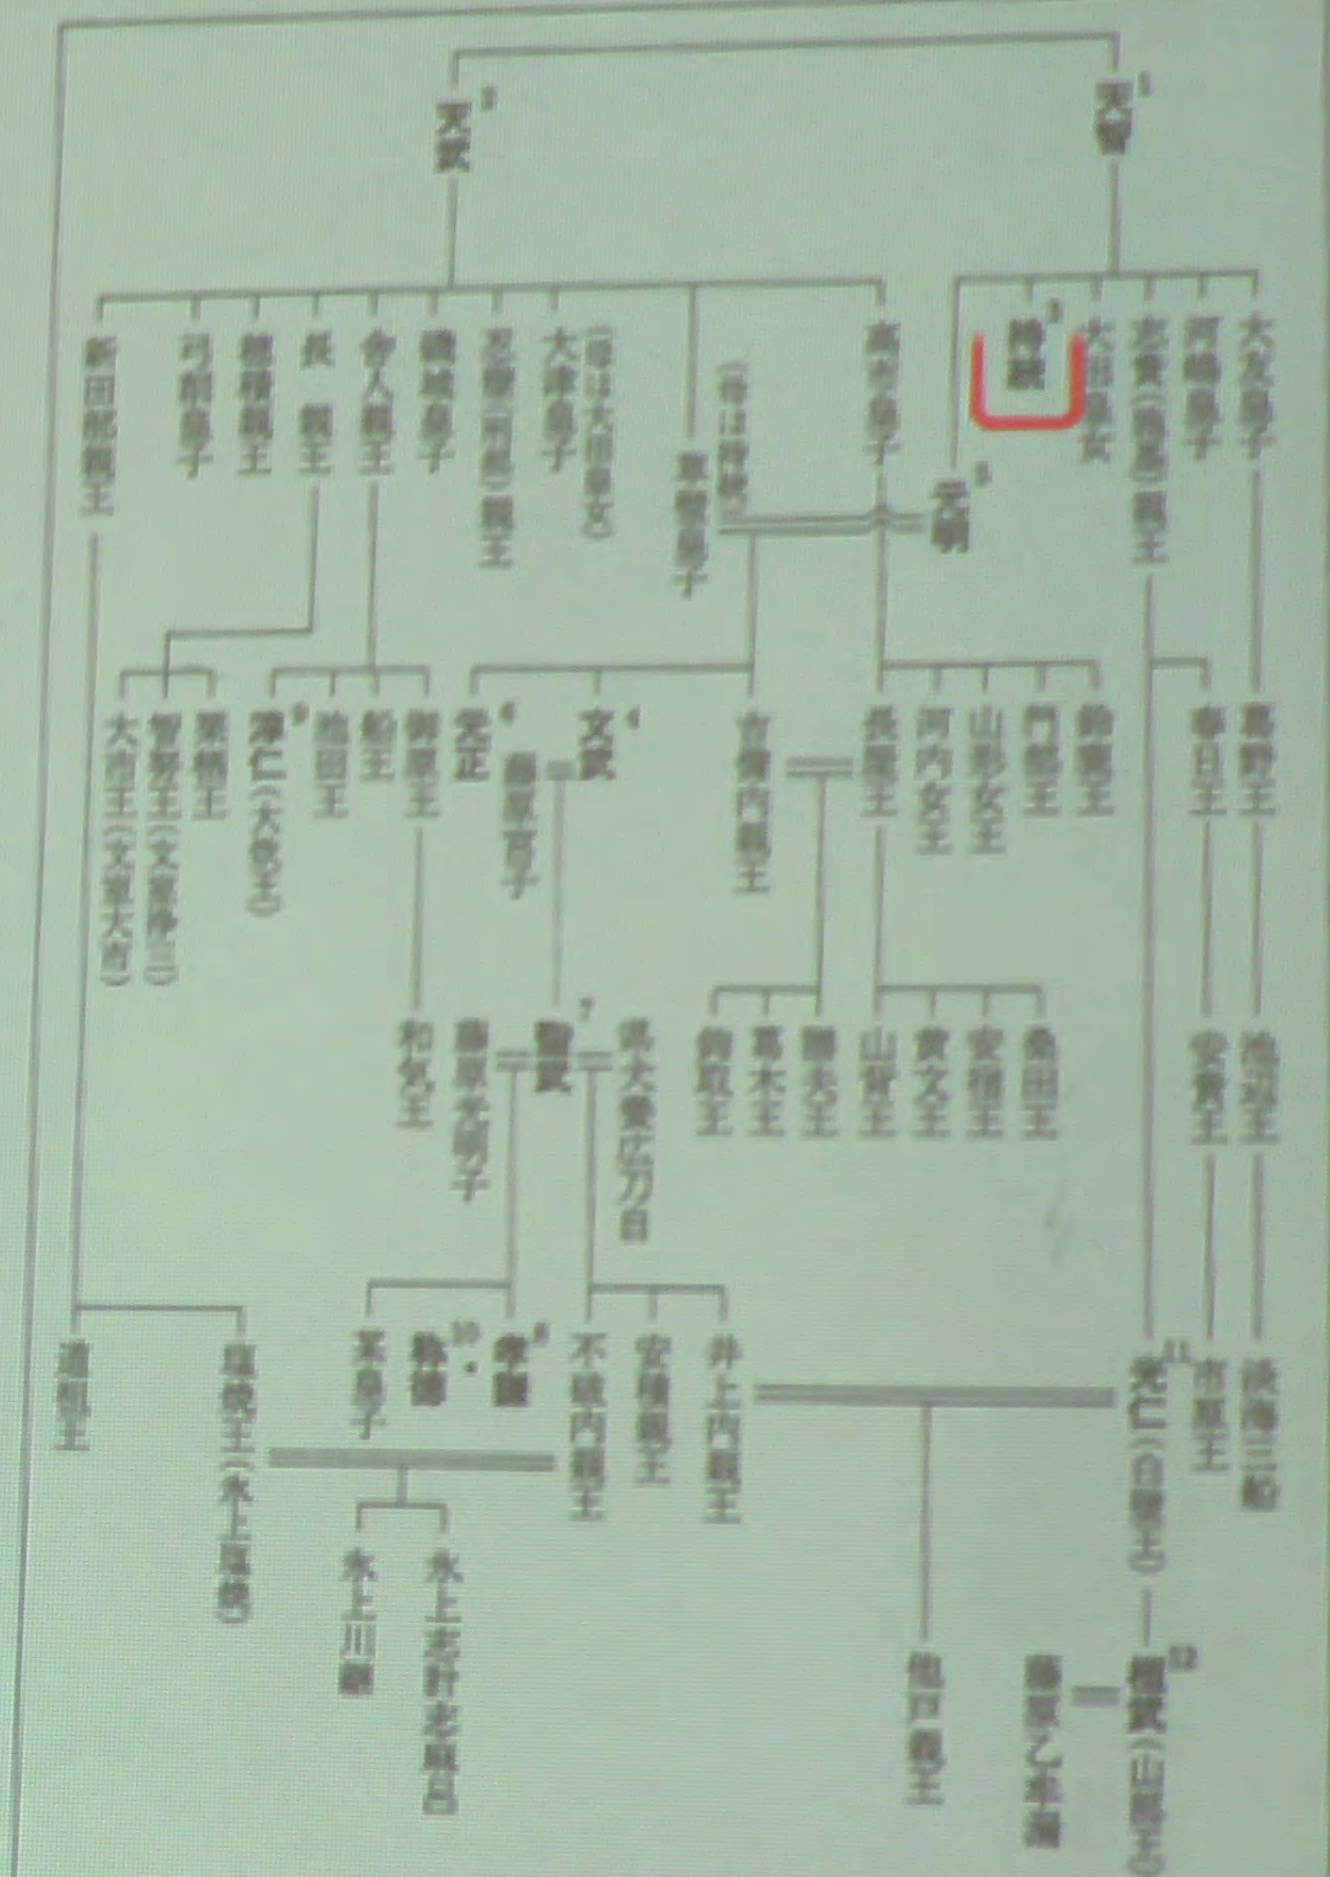 天智
1
天武
2
大友皇子
河嶋皇子
志貴(施基)親王
大田皇女
持統
3
元明
5
高市皇子
草壁皇子
(母は持統)
大津皇子
(母は大田皇女)
忍壁(刑部)親王
磯城皇子
舎人親王
長 親王
穂積親王
弓削皇子
新田部親王
葛野王
春日王
鈴鹿王
門部王
山形女王
河内女王
長屋王
吉備内親王
文武
4
藤原宮子
元正
6
御原王
船王
池田王
淳仁(大炊王)
9
栗栖王
智努王(文室浄三)
大市王(文室大市)
池辺王
安貴王
桑田王
安宿王
黄文王
山背王
膳夫王
葛木王
鉤取王
県犬養広刀自
聖武
7
藤原光明子
和気王
淡海三船
市原王
光仁(白壁王)
11
井上内親王
安積親王
不破内親王
孝謙
8
・
称徳
10
某皇子
塩焼王(氷上塩焼)
道祖王
桓武(山部王)
12
藤原乙牟漏
他戸親王
氷上志計志麻呂
氷上川継